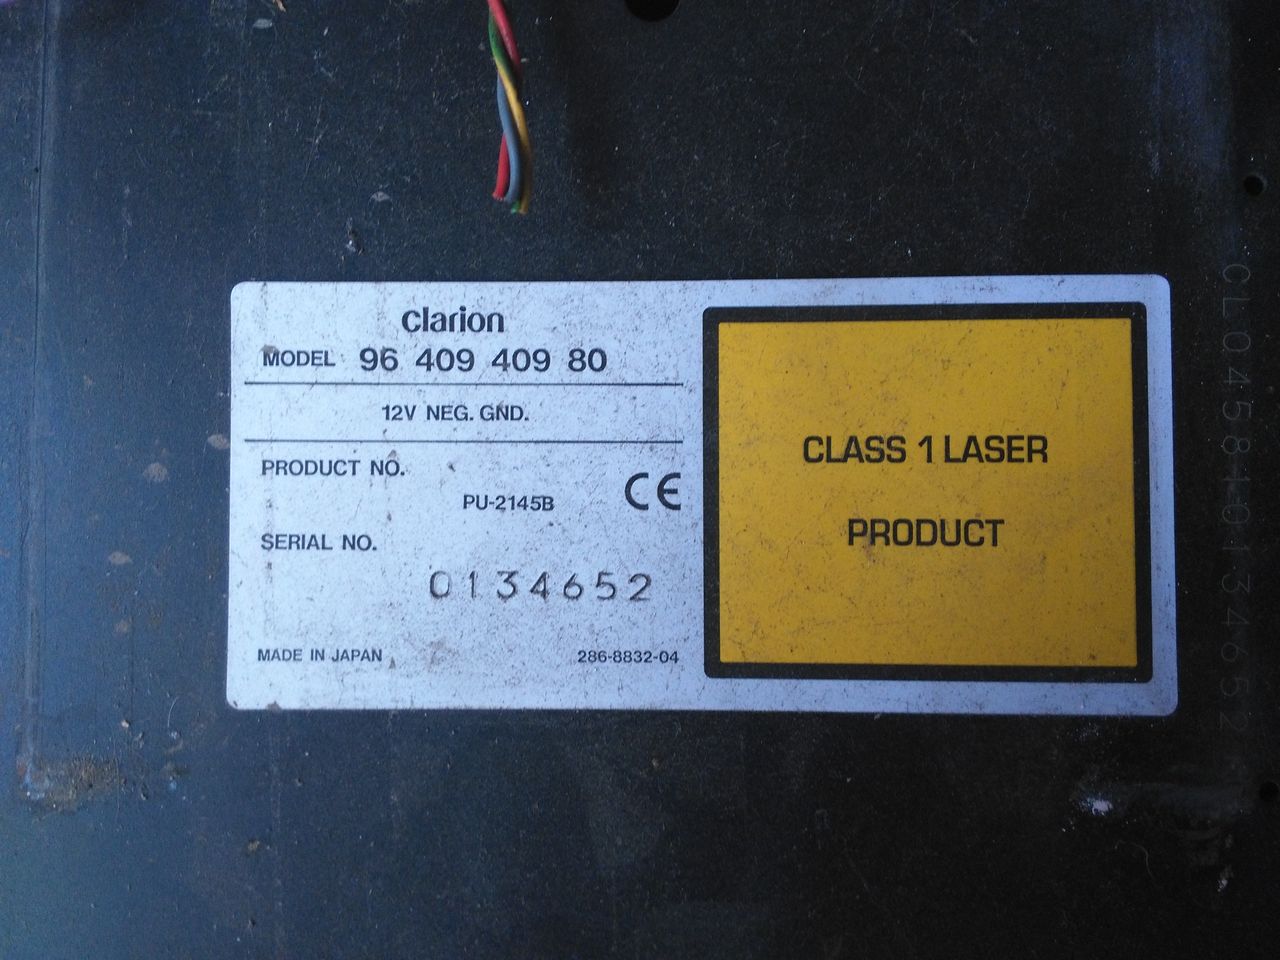 clarion
MODEL 96 409 409 80
12V NEG. GND.
PRODUCT NO.
PU-2145B
CE
SERIAL NO.
0134652
MADE IN JAPAN
286-8832-04
CLASS 1 LASER
PRODUCT
CL045810134652